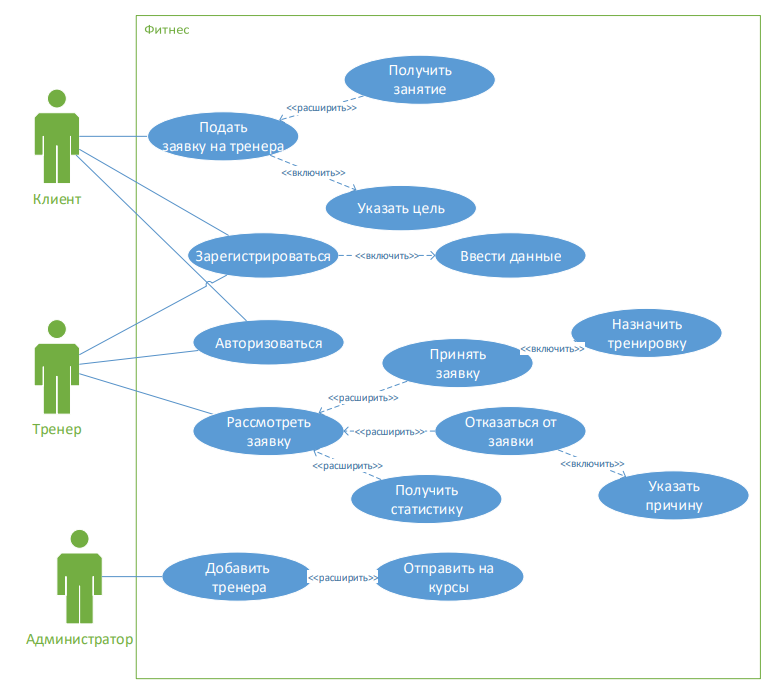 Фитнес
Получить
занятие
<<расширить>>
Подать
заявку на тренера
<<включить>>
Клиент
Указать цель
Зарегистрироваться
<<включить>>
Ввести данные
Назначить
тренировку
Авторизоваться
<<включить>>
Принять
заявку
<<расширить>>
Тренер
Рассмотреть
заявку
<<расширить>>
Отказаться от
заявки
<<расширить>>
<<включить>>
Получить
статистику
Указать
причину
Добавить
тренера
<<расширить>>
Отправить на
курсы
Администратор